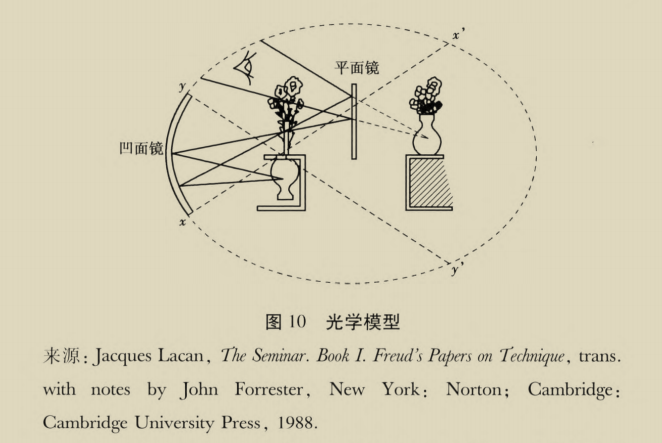 x'
平面镜
y
凹面镜
x
y'
图 10 光学模型
来源：Jacques Lacan, The Seminar. Book I. Freud's Papers on Technique, trans.
with notes by John Forrester, New York: Norton; Cambridge:
Cambridge University Press, 1988.